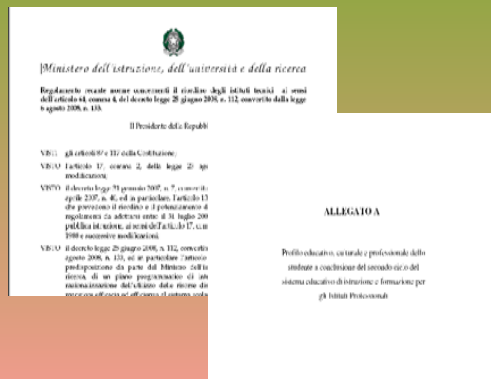 Ministero dell'istruzione, dell'università e della ricerca
Regolamento recante norme concernenti il riordino degli istituti tecnici ai sensi
dell'articolo 64, comma 4, del decreto legge 25 giugno 2008, n. 112, convertito dalla legge
6 agosto 2008, n. 133.
Il Presidente della Repubbl
VISTI gli articoli 87 e 117 della Costituzione;
VISTO l'articolo 17, comma 2, della legge 23
modificazioni;
VISTO il decreto legge 31 gennaio 2007, n. 7,
aprile 2007, n. 40, ed in particolare, l'articolo 13
che prevedono il riordino e il potenziamento
regolamenti da adottarsi entro il 31 luglio 200
pubblica istruzione, ai sensi dell'articolo 17,
1988 e successive modificazioni.
VISTO il decreto legge 25 giugno 2008, n. 112,
agosto 2008, n. 133, ed in particolare l'articolo
predisposizione da parte del Ministro dell'is
ricerca, di un piano programmatico di
razionalizzazione dell'utilizzo delle risorse
ALLEGATO A
Profilo educativo, culturale e professionale dello
studente a conclusione del secondo ciclo del
sistema educativo di istruzione e formazione per
gli Istituti Professionali